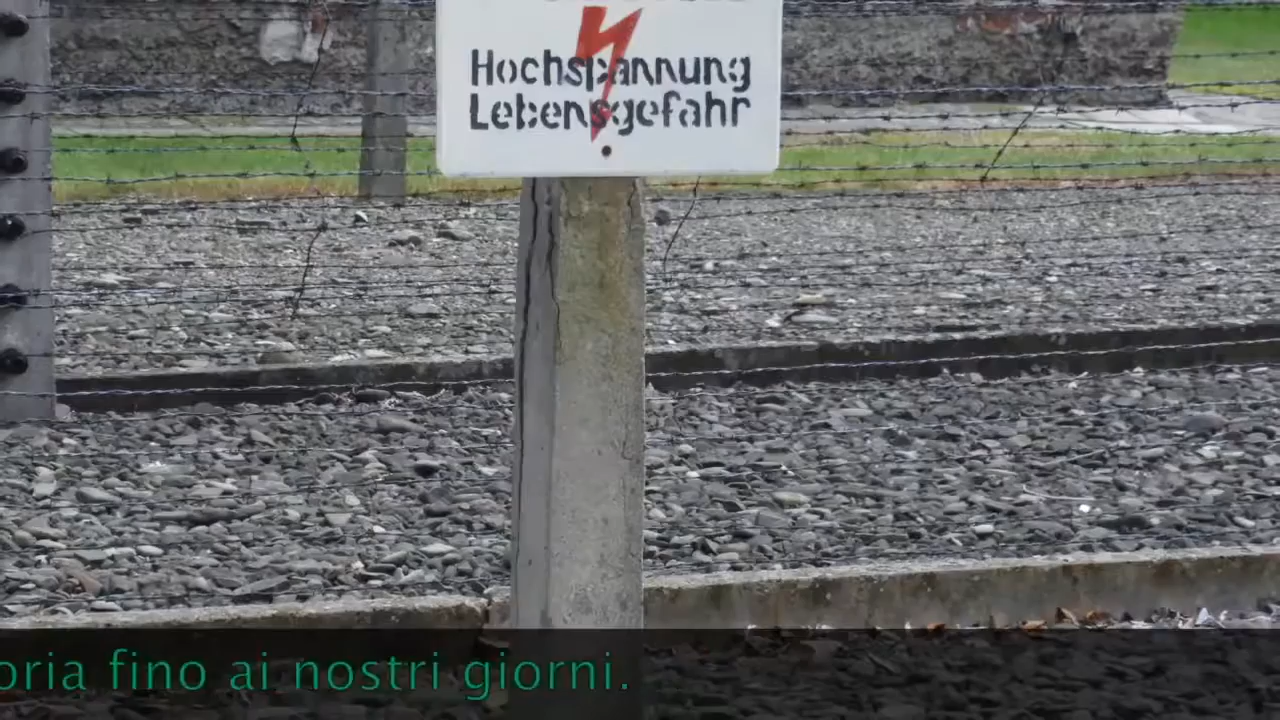 Hochspannung
Lebensgefahr
oria fino ai nostri giorni.